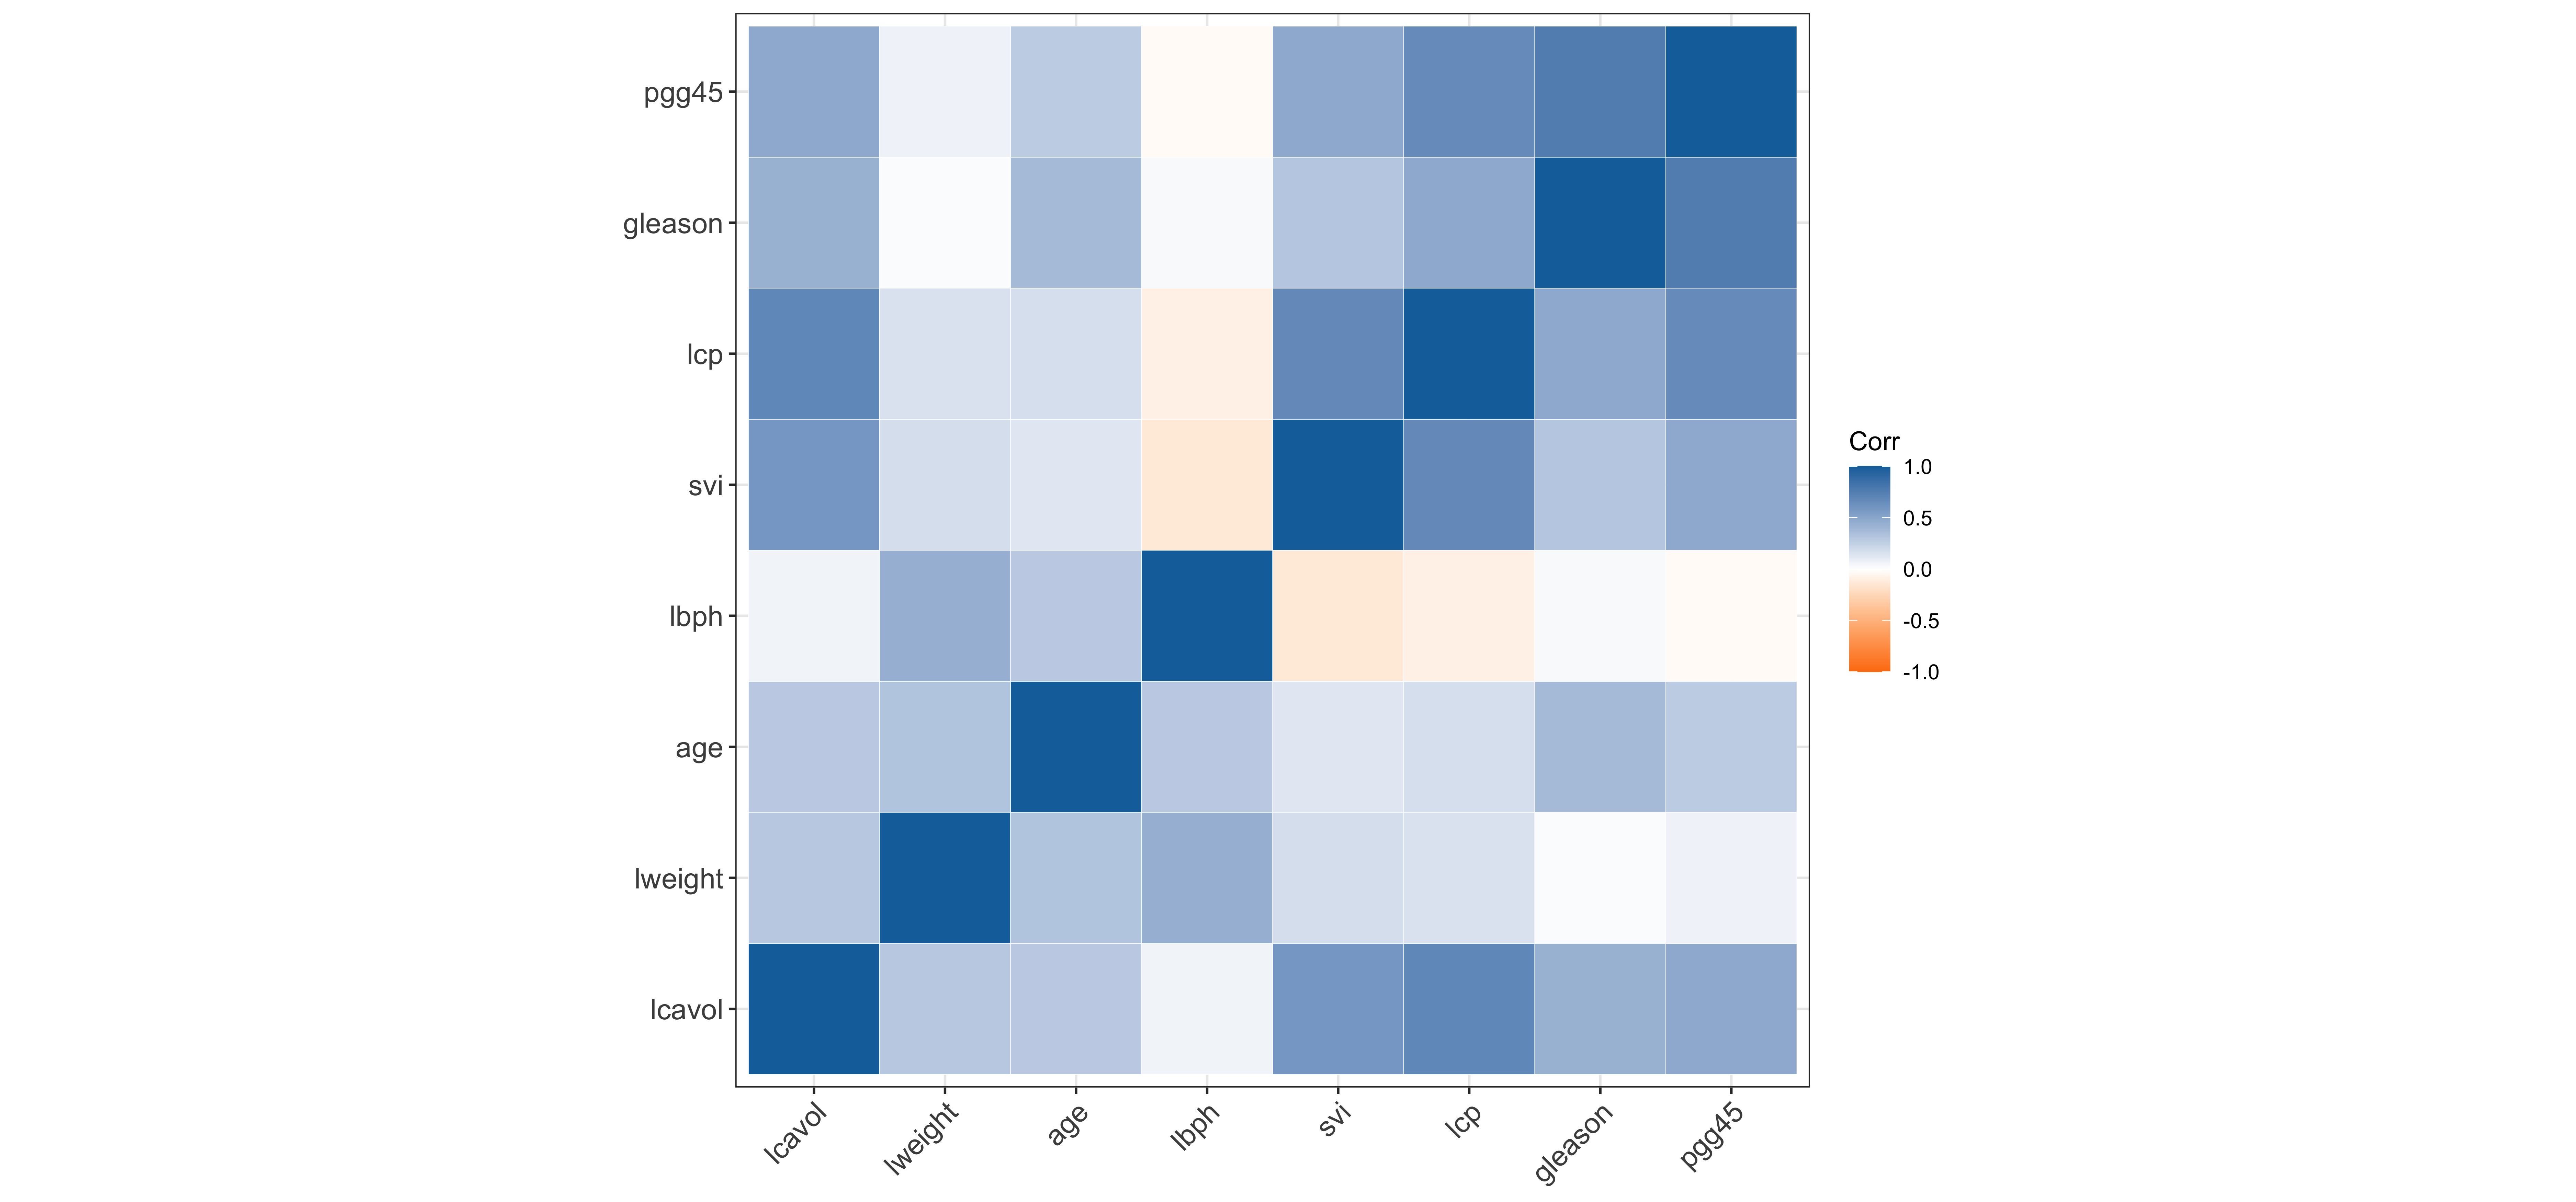 pgg45
gleason
lcp
svi
lbph
age
lweight
lcavol
lcavol
lweight
age
lbph
svi
lcp
gleason
pgg45
Corr
1.0
0.5
0.0
-0.5
-1.0